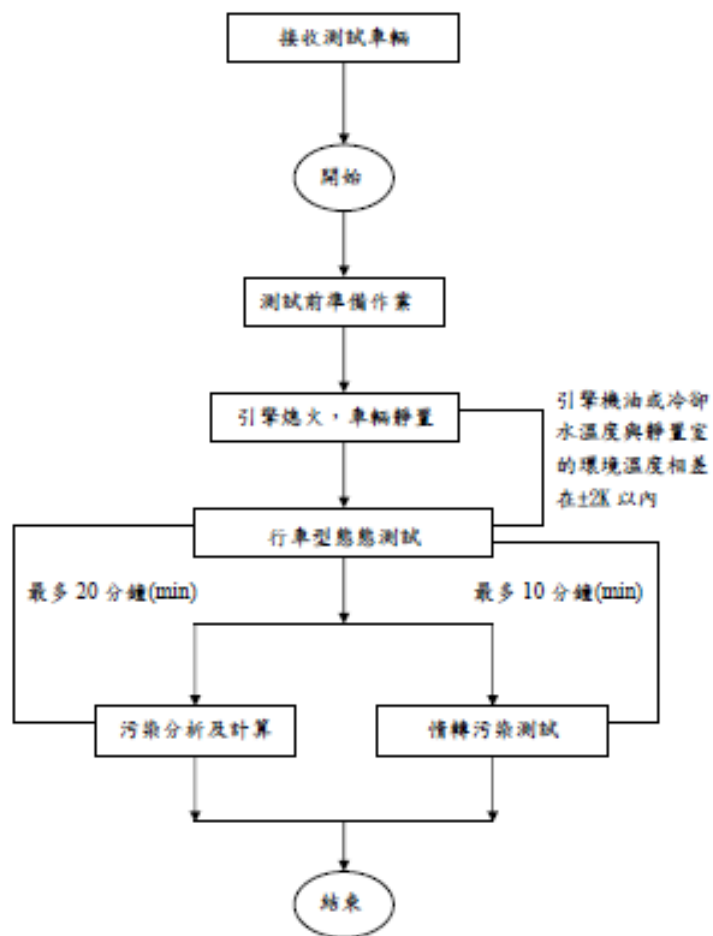 接收測試車輛
開始
測試前準備作業
引擎熄火，車輛靜置
引擎機油或冷卻
水溫度與靜置室
的環境溫度相差
在±2K 以內
行車型態態測試
最多 20 分鐘(min)
最多 10 分鐘(min)
污染分析及計算
惰轉污染測試
結束